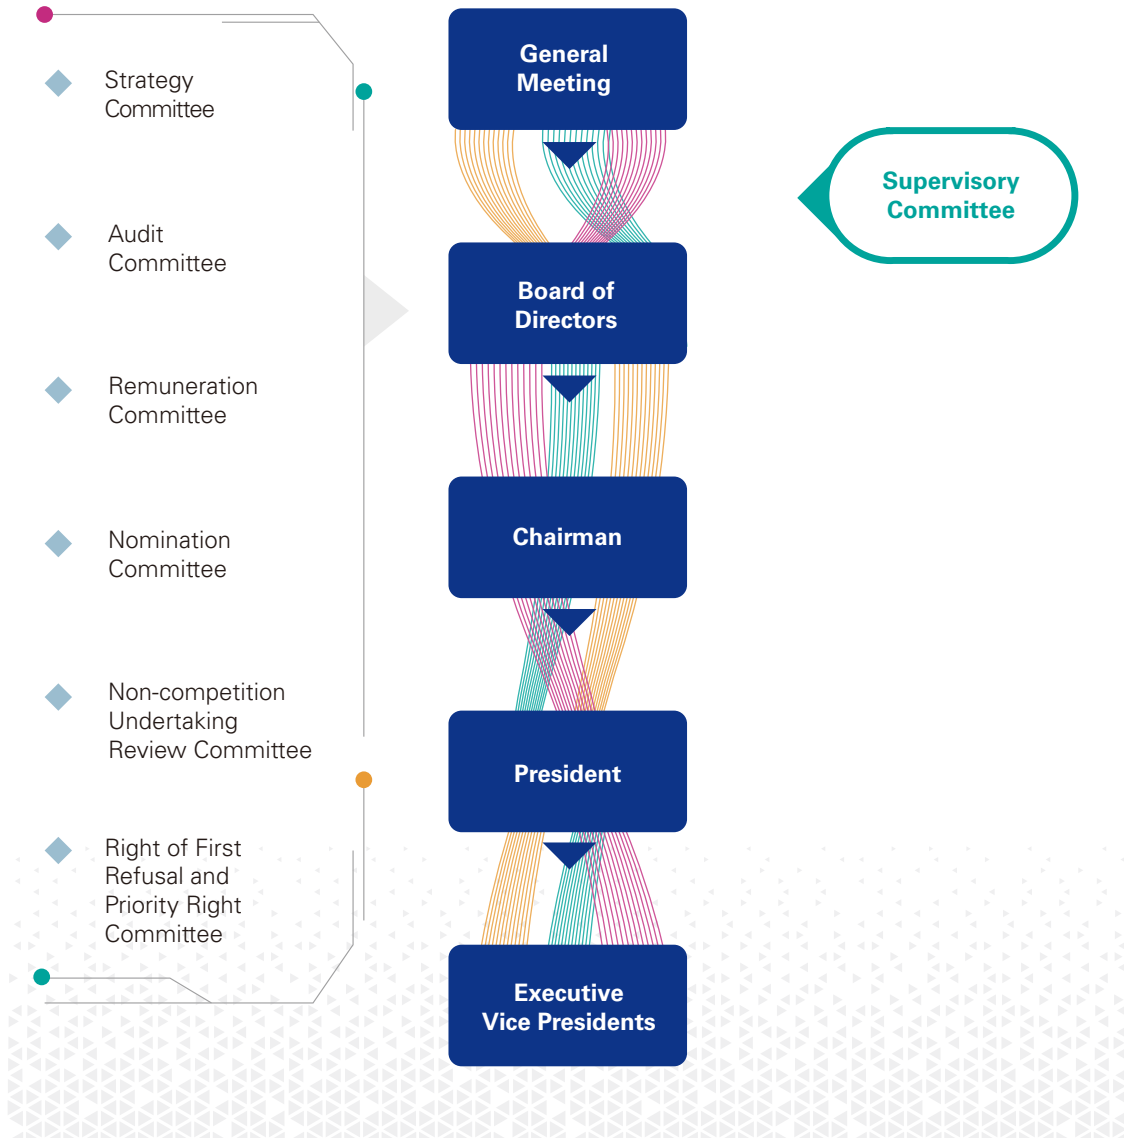 Strategy
Committee
Audit
Committee
Remuneration
Committee
Nomination
Committee
Non-competition
Undertaking
Review Committee
Right of First
Refusal and
Priority Right
Committee
General
Meeting
Board of
Directors
Chairman
President
Executive
Vice Presidents
Supervisory
Committee